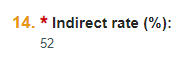 14. * Indirect rate (%):
52